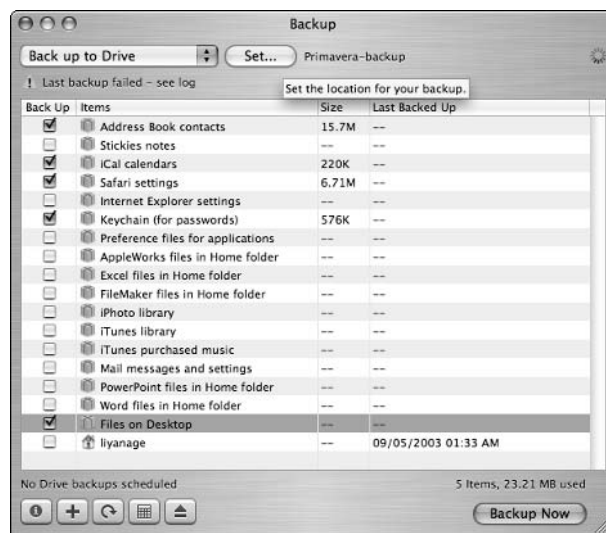 Backup
Back up to Drive Set... Primavera-backup
! Last backup failed – see log
Set the location for your backup.
Back Up Items Size Last Backed Up
Address Book contacts 15.7M --
Stickies notes -- --
iCal calendars 220K --
Safari settings 6.71M --
Internet Explorer settings -- --
Keychain (for passwords) 576K --
Preference files for applications -- --
AppleWorks files in Home folder -- --
Excel files in Home folder -- --
FileMaker files in Home folder -- --
iPhoto library -- --
iTunes library -- --
iTunes purchased music -- --
Mail messages and settings -- --
PowerPoint files in Home folder -- --
Word files in Home folder -- --
Files on Desktop -- --
liyanage -- 09/05/2003 01:33 AM
No Drive backups scheduled 5 Items, 23.21 MB used
Backup Now